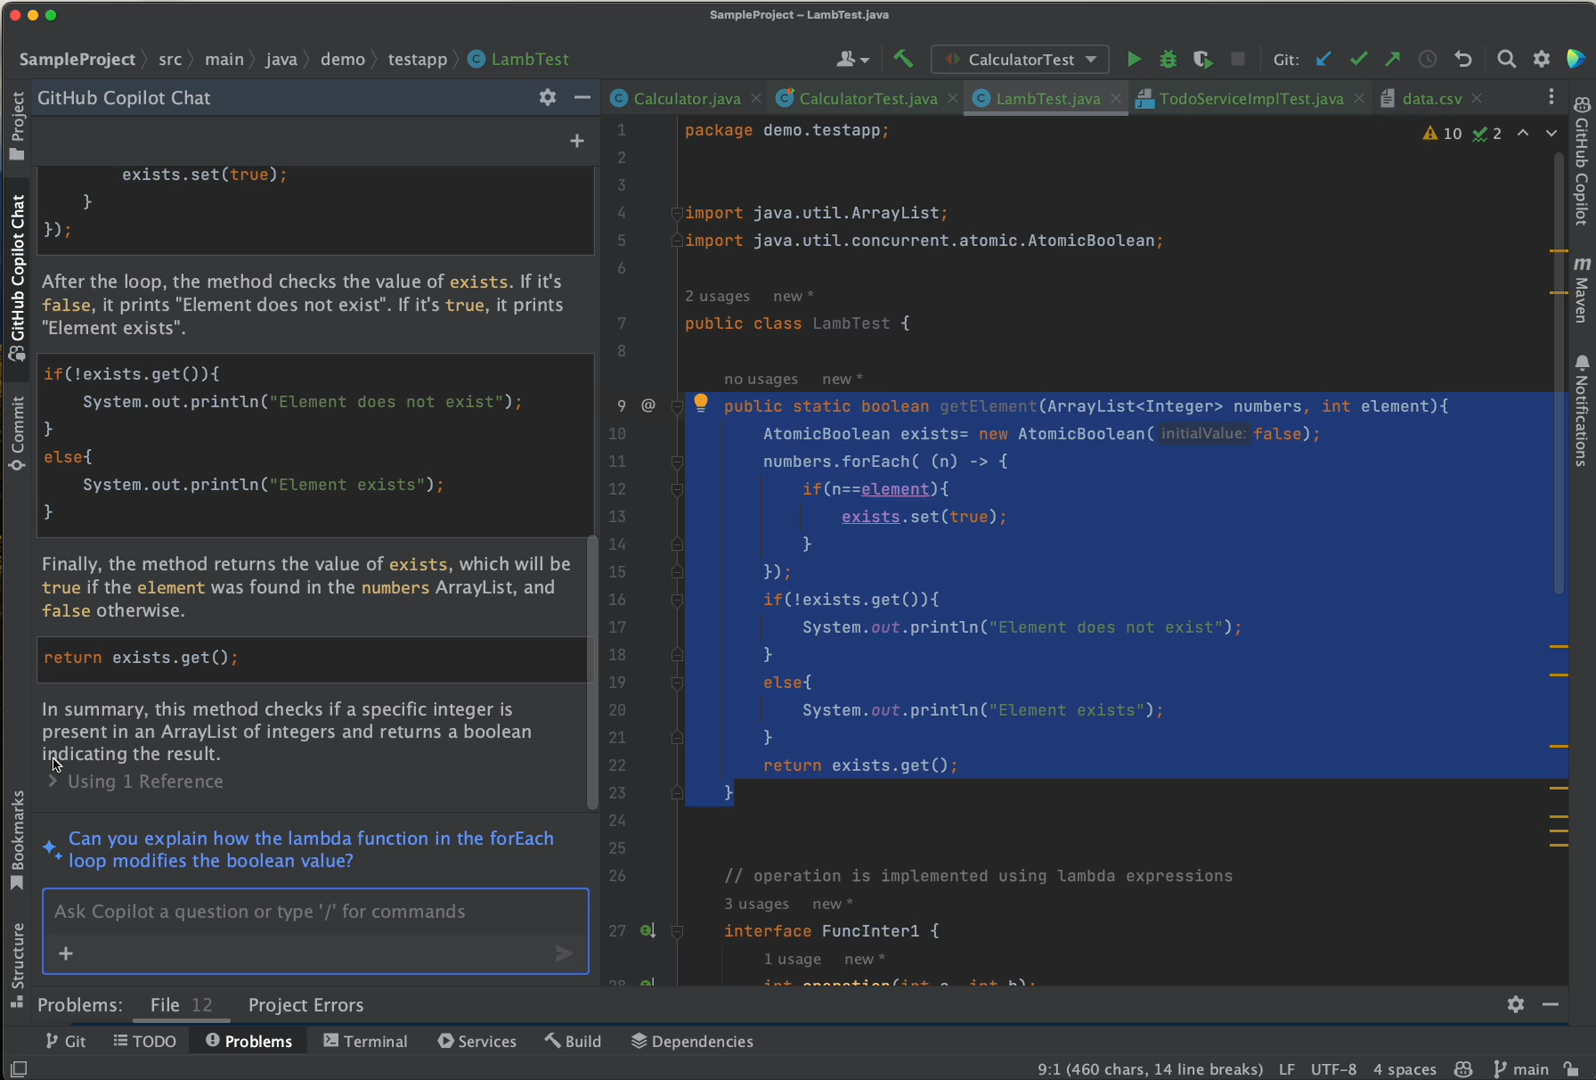 SampleProject – LambTest.java
SampleProject src main java demo testapp LambTest
CalculatorTest
Git:
Project
GitHub Copilot Chat
Commit
Bookmarks
Structure
GitHub Copilot Chat
exists.set(true);
}
});
After the loop, the method checks the value of exists. If it's
false, it prints "Element does not exist". If it's true, it prints
"Element exists".
if(!exists.get()){
System.out.println("Element does not exist");
}
else{
System.out.println("Element exists");
}
Finally, the method returns the value of exists, which will be
true if the element was found in the numbers ArrayList, and
false otherwise.
return exists.get();
In summary, this method checks if a specific integer is
present in an ArrayList of integers and returns a boolean
indicating the result.
Using 1 Reference
Can you explain how the lambda function in the forEach
loop modifies the boolean value?
Ask Copilot a question or type '/' for commands
Calculator.java CalculatorTest.java LambTest.java TodoServiceImplTest.java data.csv
10 2
1 package demo.testapp;
2
3
4 import java.util.ArrayList;
5 import java.util.concurrent.atomic.AtomicBoolean;
6
2 usages new *
7 public class LambTest {
8
no usages new *
9 @ public static boolean getElement(ArrayList<Integer> numbers, int element){
10 AtomicBoolean exists= new AtomicBoolean( initialValue: false);
11 numbers.forEach( (n) -> {
12 if(n==element){
13 exists.set(true);
14 }
15 });
16 if(!exists.get()){
17 System.out.println("Element does not exist");
18 }
19 else{
20 System.out.println("Element exists");
21 }
22 return exists.get();
23 }
24
25
26 // operation is implemented using lambda expressions
3 usages new *
27 interface FuncInter1 {
1 usage new *
28 int operation(int a, int b);
GitHub Copilot
m Maven
Notifications
Problems: File 12 Project Errors
Git TODO Problems Terminal Services Build Dependencies
9:1 (460 chars, 14 line breaks) LF UTF-8 4 spaces main